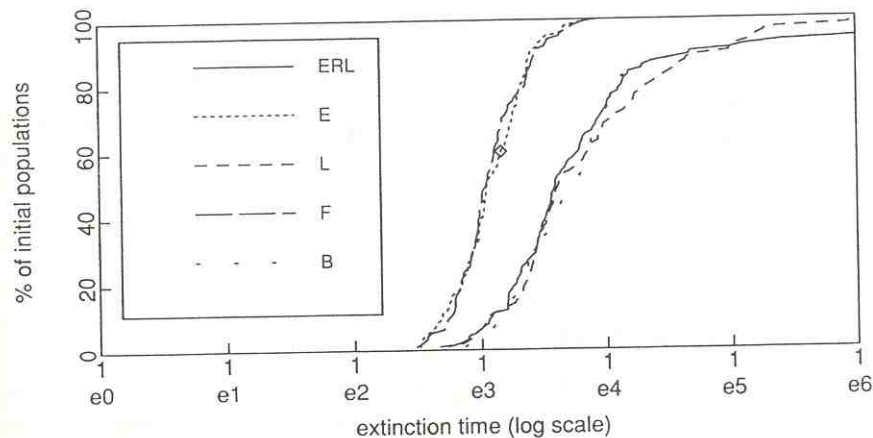 % of initial populations
100
80
60
40
20
0
ERL
E
L
F
B
1 1 1 1 1 1 1
e0 e1 e2 e3 e4 e5 e6
extinction time (log scale)